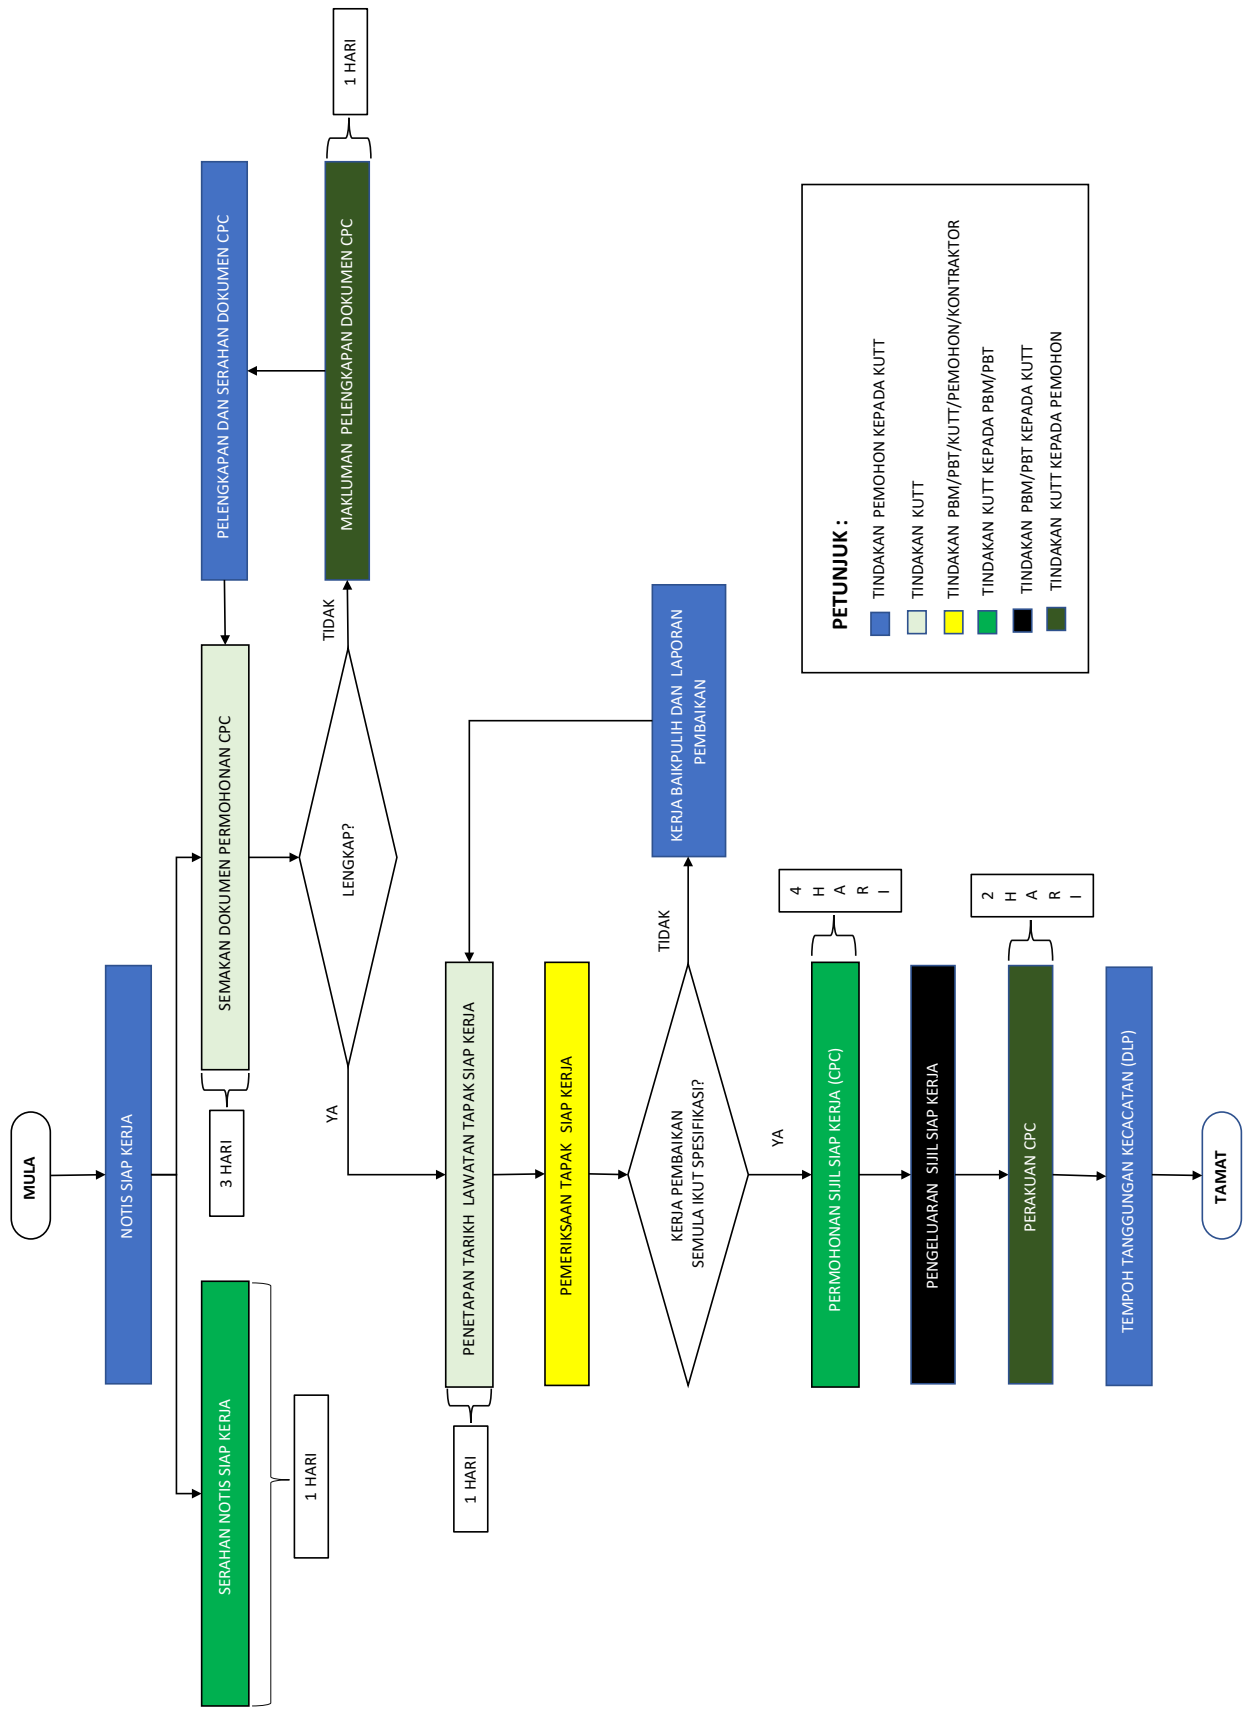 MULA
NOTIS SIAP KERJA
SERAHAN NOTIS SIAP KERJA
1 HARI
SEMAKAN DOKUMEN PERMOHONAN CPC
3 HARI
PELENGKAPAN DAN SERAHAN DOKUMEN CPC
LENGKAP?
TIDAK
MAKLUMAN PELENGKAPAN DOKUMEN CPC
1 HARI
YA
PENETAPAN TARIKH LAWATAN TAPAK SIAP KERJA
1 HARI
PEMERIKSAAN TAPAK SIAP KERJA
KERJA PEMBAIKAN
SEMULA IKUT SPESIFIKASI?
TIDAK
KERJA BAIKPULIH DAN LAPORAN
PEMBAIKAN
YA
PERMOHONAN SIJIL SIAP KERJA (CPC)
4
H
A
R
I
PENGELUARAN SIJIL SIAP KERJA
PERAKUAN CPC
2
H
A
R
I
TEMPOH TANGGUNGAN KECACATAN (DLP)
TAMAT
PETUNJUK :
TINDAKAN PEMOHON KEPADA KUTT
TINDAKAN KUTT
TINDAKAN PBM/PBT/KUTT/PEMOHON/KONTRAKTOR
TINDAKAN KUTT KEPADA PBM/PBT
TINDAKAN PBM/PBT KEPADA KUTT
TINDAKAN KUTT KEPADA PEMOHON